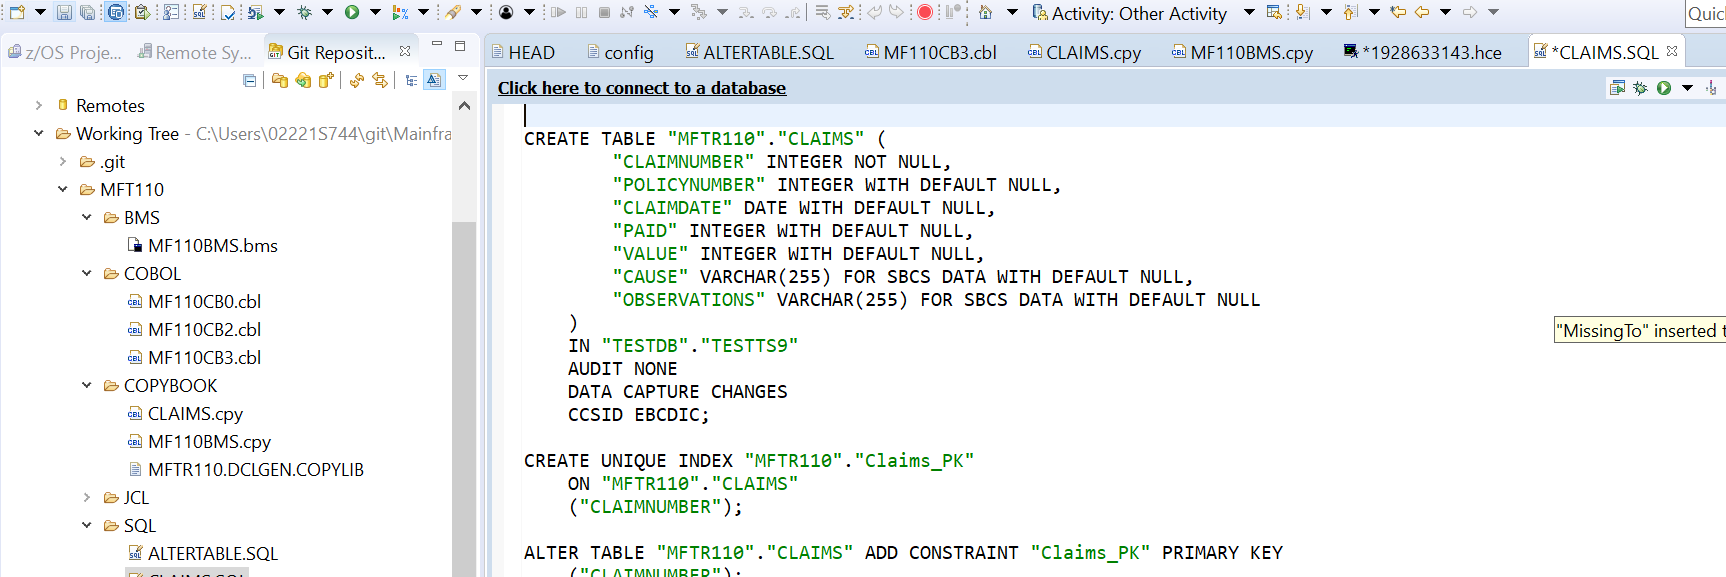 Activity: Other Activity
Quic
z/OS Proje...
Remote Sy...
Git Reposit...
HEAD
config
ALTERTABLE.SQL
MF110CB3.cbl
CLAIMS.cpy
MF110BMS.cpy
*1928633143.hce
*CLAIMS.SQL
Click here to connect to a database
Remotes
Working Tree - C:\Users\02221S744\git\Mainfra
.git
MFT110
BMS
MF110BMS.bms
COBOL
MF110CB0.cbl
MF110CB2.cbl
MF110CB3.cbl
COPYBOOK
CLAIMS.cpy
MF110BMS.cpy
MFTR110.DCLGEN.COPYLIB
JCL
SQL
ALTERTABLE.SQL
CLAIMS.SQL
CREATE TABLE "MFTR110"."CLAIMS" (
"CLAIMNUMBER" INTEGER NOT NULL,
"POLICYNUMBER" INTEGER WITH DEFAULT NULL,
"CLAIMDATE" DATE WITH DEFAULT NULL,
"PAID" INTEGER WITH DEFAULT NULL,
"VALUE" INTEGER WITH DEFAULT NULL,
"CAUSE" VARCHAR(255) FOR SBCS DATA WITH DEFAULT NULL,
"OBSERVATIONS" VARCHAR(255) FOR SBCS DATA WITH DEFAULT NULL
)
IN "TESTDB"."TESTTS9"
AUDIT NONE
DATA CAPTURE CHANGES
CCSID EBCDIC;
CREATE UNIQUE INDEX "MFTR110"."Claims_PK"
ON "MFTR110"."CLAIMS"
("CLAIMNUMBER");
ALTER TABLE "MFTR110"."CLAIMS" ADD CONSTRAINT "Claims_PK" PRIMARY KEY
("CLAIMNUMBER");
"MissingTo" inserted t